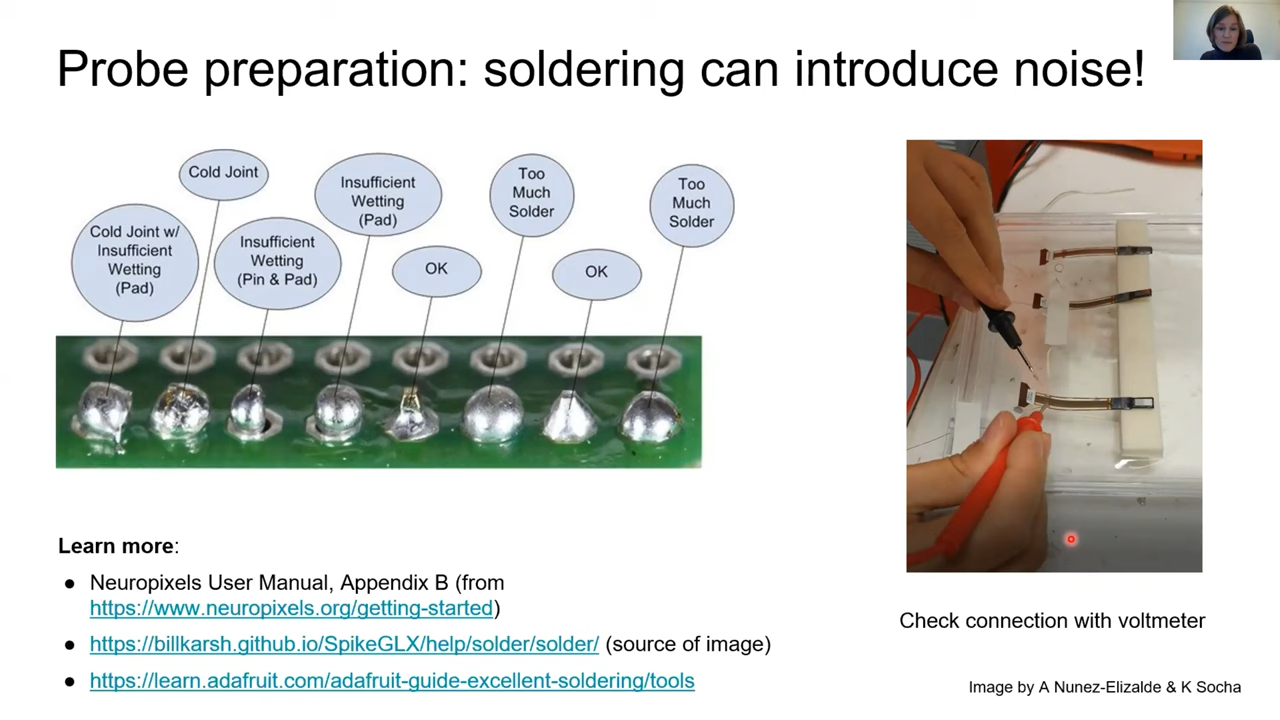 Probe preparation: soldering can introduce noise!
Cold Joint w/
Insufficient
Wetting
(Pad)
Cold Joint
Insufficient
Wetting
(Pin & Pad)
Insufficient
Wetting
(Pad)
OK
Too
Much
Solder
OK
Too
Much
Solder
Learn more:
● Neuropixels User Manual, Appendix B (from
https://www.neuropixels.org/getting-started)
● https://billkarsh.github.io/SpikeGLX/help/solder/solder/ (source of image)
● https://learn.adafruit.com/adafruit-guide-excellent-soldering/tools
Check connection with voltmeter
Image by A Nunez-Elizalde & K Socha